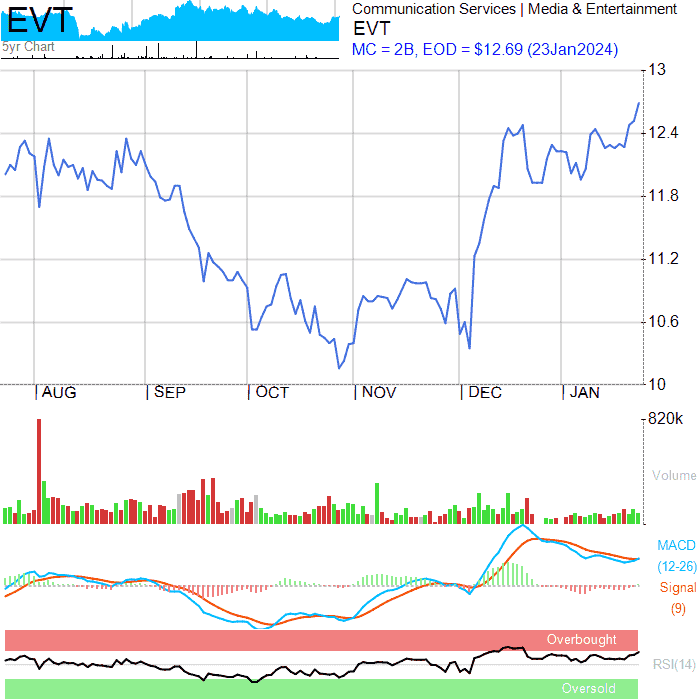 EVT
5yr Chart
Communication Services | Media & Entertainment
EVT
MC = 2B, EOD = $12.69 (23Jan2024)
13
12.4
11.8
11.2
10.6
10
AUG SEP OCT NOV DEC JAN
820k
Volume
MACD
(12-26)
Signal
(9)
Overbought
RSI(14)
Oversold